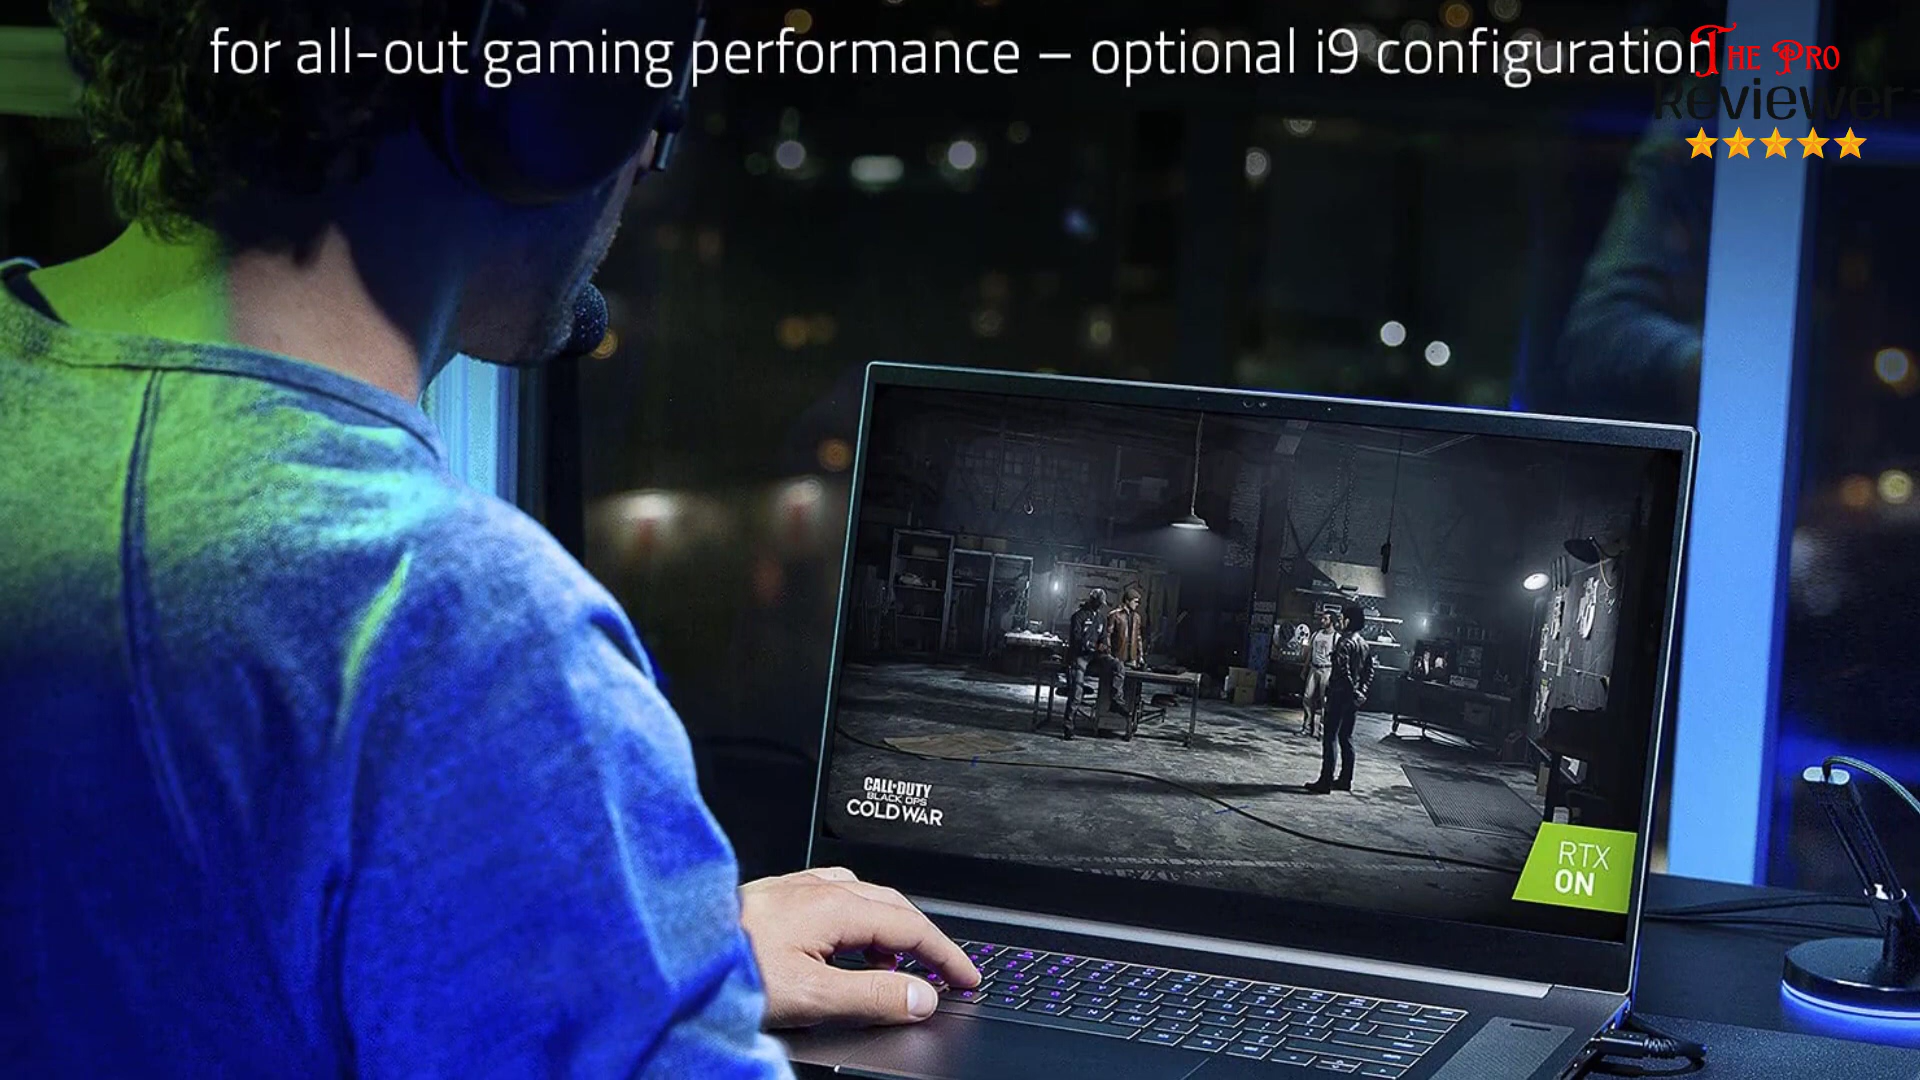 for all-out gaming performance – optional i9 configuration
The Pro
Reviewer
CALL OF DUTY
BLACK OPS
COLD WAR
RTX
ON